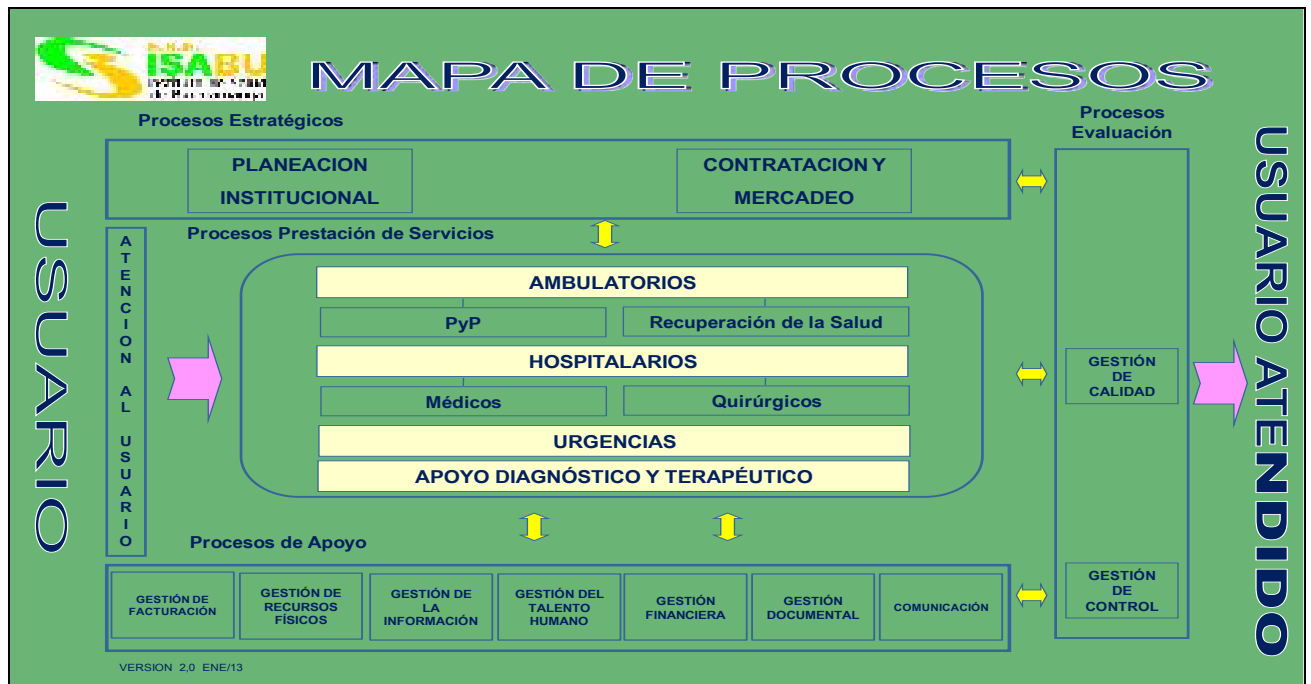 E.S.E.
ISABU
MAPA DE PROCESOS
Procesos Estratégicos
PLANEACION
INSTITUCIONAL
CONTRATACION Y
MERCADEO
Procesos
Evaluación
USUARIO
ATENCION AL USUARIO
Procesos Prestación de Servicios
AMBULATORIOS
PyP
Recuperación de la Salud
HOSPITALARIOS
Médicos
Quirúrgicos
URGENCIAS
APOYO DIAGNÓSTICO Y TERAPÉUTICO
GESTIÓN
DE
CALIDAD
GESTIÓN
DE
CONTROL
USUARIO ATENDIDO
Procesos de Apoyo
GESTIÓN DE
FACTURACIÓN
GESTIÓN DE
RECURSOS
FÍSICOS
GESTIÓN DE
LA
INFORMACIÓN
GESTIÓN DEL
TALENTO
HUMANO
GESTIÓN
FINANCIERA
GESTIÓN
DOCUMENTAL
COMUNICACIÓN
VERSION 2,0 ENE/13